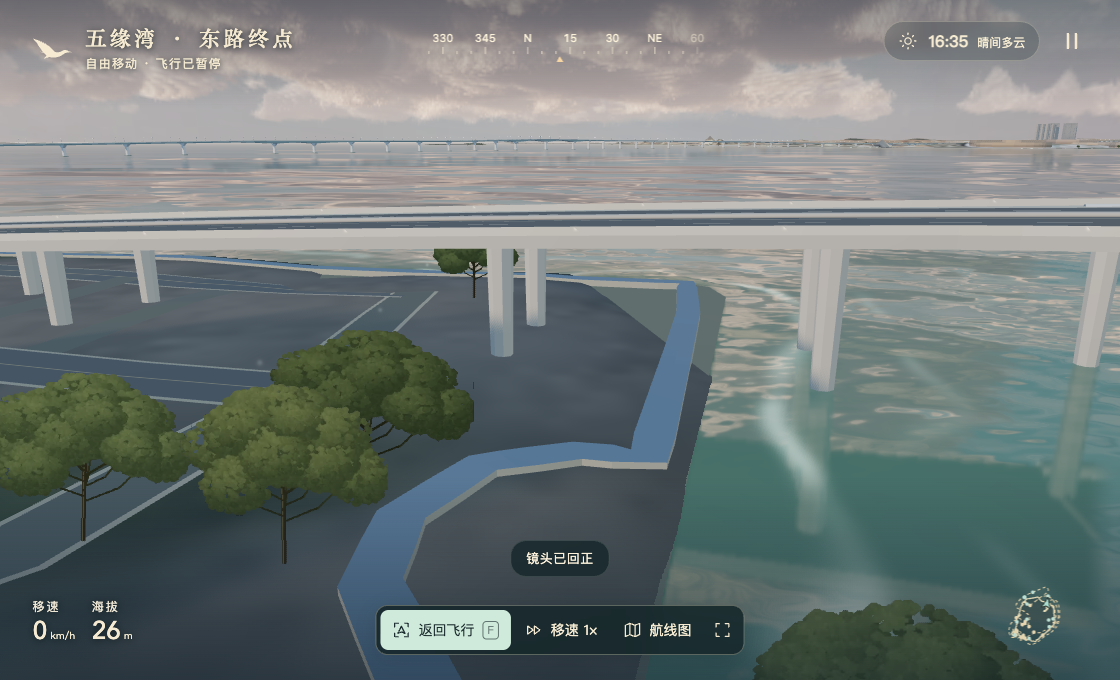 五缘湾 · 东路终点
自由移动 · 飞行已暂停
330 345 N 15 30 NE 60
16:35 晴间多云
镜头已回正
移速 海拔
0 km/h 26 m
返回飞行 F 移速 1x 航线图